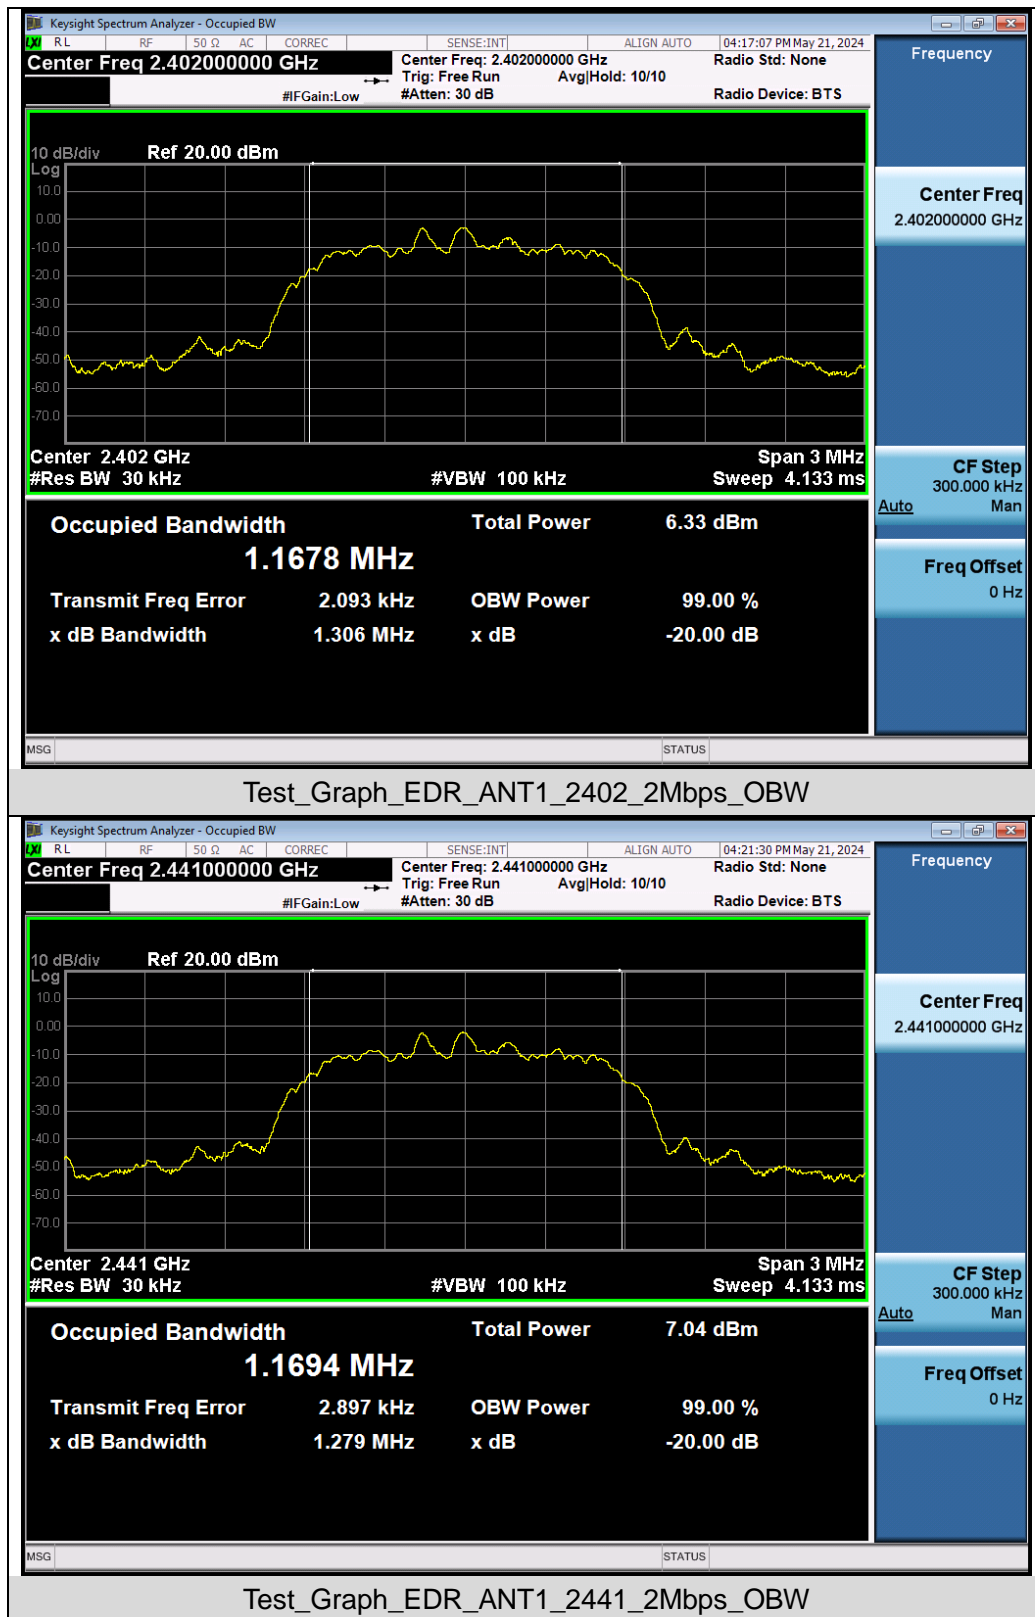 Keysight Spectrum Analyzer - Occupied BW
LXI RL RF 50 Ω AC CORREC SENSE:INT ALIGN AUTO 04:17:07 PM May 21, 2024
Center Freq 2.402000000 GHz Center Freq: 2.402000000 GHz Radio Std: None
Trig: Free Run Avg|Hold: 10/10
#IFGain:Low #Atten: 30 dB Radio Device: BTS
Frequency
10 dB/div Ref 20.00 dBm
Log
10.0
0.00
-10.0
-20.0
-30.0
-40.0
-50.0
-60.0
-70.0
Center Freq
2.402000000 GHz
Center 2.402 GHz Span 3 MHz
#Res BW 30 kHz #VBW 100 kHz Sweep 4.133 ms
CF Step
300.000 kHz
Auto Man
Occupied Bandwidth Total Power 6.33 dBm
1.1678 MHz
Freq Offset
0 Hz
Transmit Freq Error 2.093 kHz OBW Power 99.00 %
x dB Bandwidth 1.306 MHz x dB -20.00 dB
MSG STATUS
Test_Graph_EDR_ANT1_2402_2Mbps_OBW
Keysight Spectrum Analyzer - Occupied BW
LXI RL RF 50 Ω AC CORREC SENSE:INT ALIGN AUTO 04:21:30 PM May 21, 2024
Center Freq 2.441000000 GHz Center Freq: 2.441000000 GHz Radio Std: None
Trig: Free Run Avg|Hold: 10/10
#IFGain:Low #Atten: 30 dB Radio Device: BTS
Frequency
10 dB/div Ref 20.00 dBm
Log
10.0
0.00
-10.0
-20.0
-30.0
-40.0
-50.0
-60.0
-70.0
Center Freq
2.441000000 GHz
Center 2.441 GHz Span 3 MHz
#Res BW 30 kHz #VBW 100 kHz Sweep 4.133 ms
CF Step
300.000 kHz
Auto Man
Occupied Bandwidth Total Power 7.04 dBm
1.1694 MHz
Freq Offset
0 Hz
Transmit Freq Error 2.897 kHz OBW Power 99.00 %
x dB Bandwidth 1.279 MHz x dB -20.00 dB
MSG STATUS
Test_Graph_EDR_ANT1_2441_2Mbps_OBW